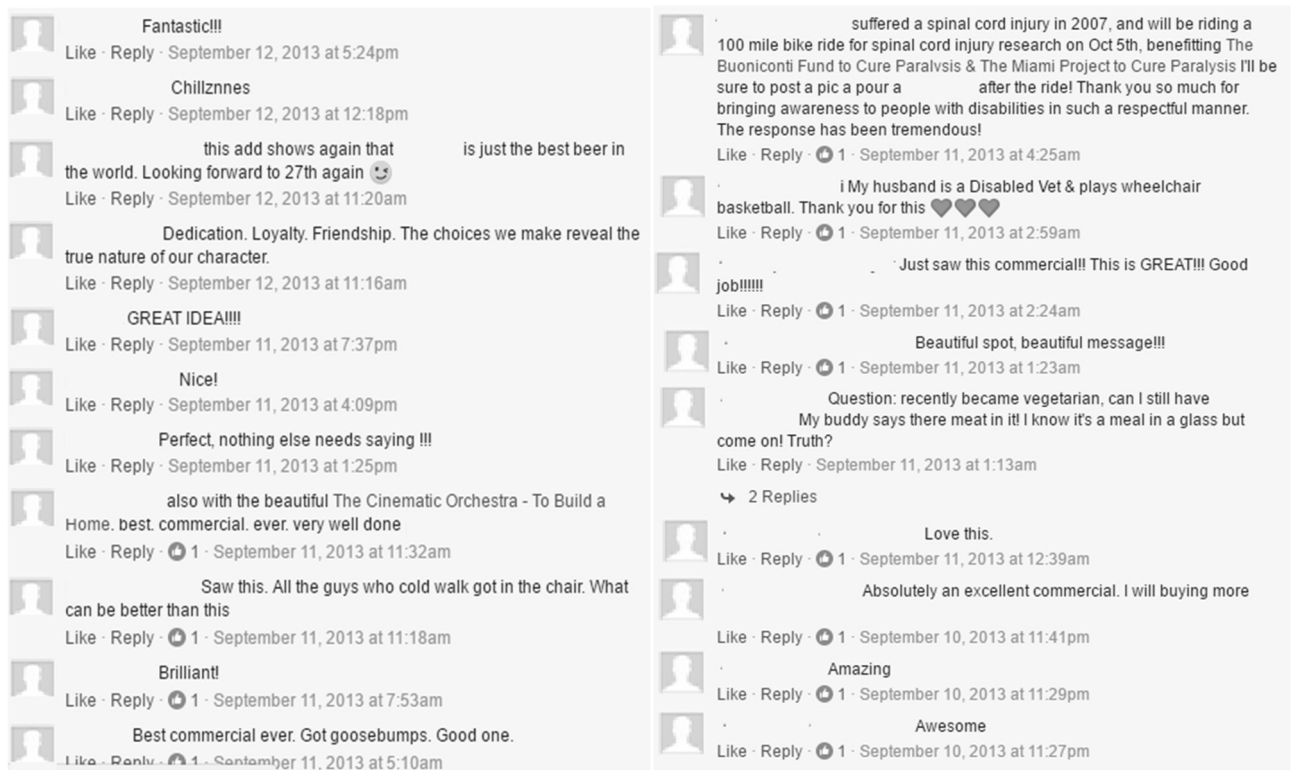 Fantastic!!!
Like · Reply · September 12, 2013 at 5:24pm
Chillznnes
Like · Reply · September 12, 2013 at 12:18pm
this add shows again that is just the best beer in
the world. Looking forward to 27th again
Like · Reply · September 12, 2013 at 11:20am
Dedication. Loyalty. Friendship. The choices we make reveal the
true nature of our character.
Like · Reply · September 12, 2013 at 11:16am
GREAT IDEA!!!!
Like · Reply · September 11, 2013 at 7:37pm
Nice!
Like · Reply · September 11, 2013 at 4:09pm
Perfect, nothing else needs saying !!!
Like · Reply · September 11, 2013 at 1:25pm
also with the beautiful The Cinematic Orchestra - To Build a
Home. best. commercial. ever. very well done
Like · Reply · 1 · September 11, 2013 at 11:32am
Saw this. All the guys who cold walk got in the chair. What
can be better than this
Like · Reply · 1 · September 11, 2013 at 11:18am
Brilliant!
Like · Reply · 1 · September 11, 2013 at 7:53am
Best commercial ever. Got goosebumps. Good one.
Like · Reply · 1 · September 11, 2013 at 5:10am
suffered a spinal cord injury in 2007, and will be riding a
100 mile bike ride for spinal cord injury research on Oct 5th, benefitting The
Buoniconti Fund to Cure Paralysis & The Miami Project to Cure Paralysis I'll be
sure to post a pic a pour a after the ride! Thank you so much for
bringing awareness to people with disabilities in such a respectful manner.
The response has been tremendous!
Like · Reply · 1 · September 11, 2013 at 4:25am
i My husband is a Disabled Vet & plays wheelchair
basketball. Thank you for this ♥♥♥
Like · Reply · 1 · September 11, 2013 at 2:59am
Just saw this commercial!! This is GREAT!!! Good
job!!!!!!
Like · Reply · 1 · September 11, 2013 at 2:24am
Beautiful spot, beautiful message!!!
Like · Reply · 1 · September 11, 2013 at 1:23am
Question: recently became vegetarian, can I still have
My buddy says there meat in it! I know it's a meal in a glass but
come on! Truth?
Like · Reply · September 11, 2013 at 1:13am
2 Replies
Love this.
Like · Reply · 1 · September 11, 2013 at 12:39am
Absolutely an excellent commercial. I will buying more
Like · Reply · 1 · September 10, 2013 at 11:41pm
Amazing
Like · Reply · 1 · September 10, 2013 at 11:29pm
Awesome
Like · Reply · 1 · September 10, 2013 at 11:27pm